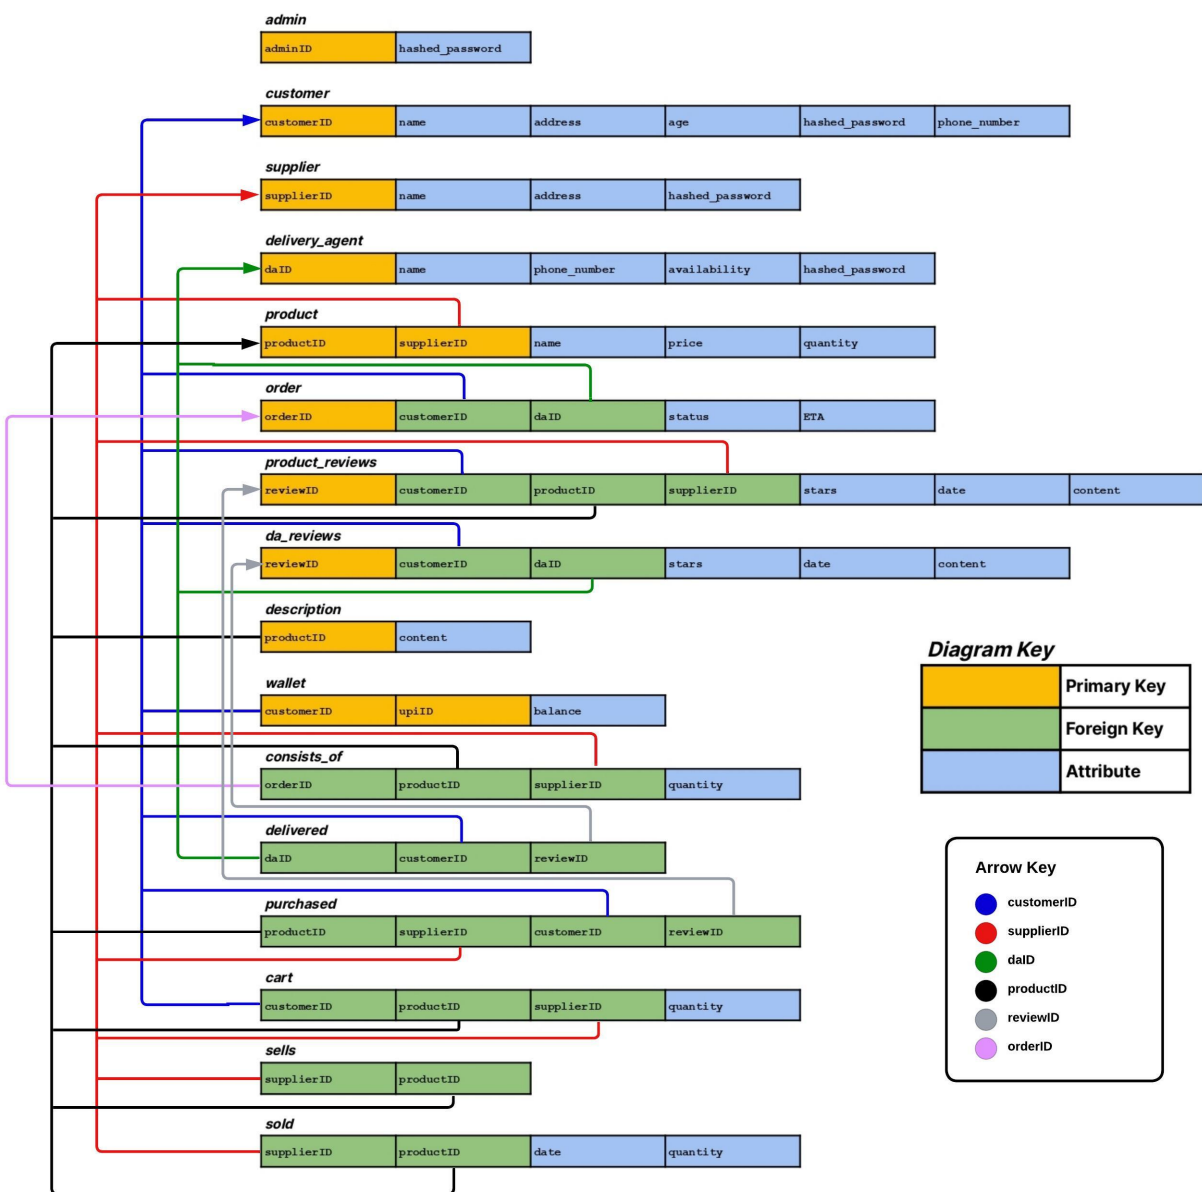 admin
adminID hashed_password
customer
customerID name address age hashed_password phone_number
supplier
supplierID name address hashed_password
delivery_agent
daID name phone_number availability hashed_password
product
productID supplierID name price quantity
order
orderID customerID daID status ETA
product_reviews
reviewID customerID productID supplierID stars date content
da_reviews
reviewID customerID daID stars date content
description
productID content
wallet
customerID upiID balance
consists_of
orderID productID supplierID quantity
delivered
daID customerID reviewID
purchased
productID supplierID customerID reviewID
cart
customerID productID supplierID quantity
sells
supplierID productID
sold
supplierID productID date quantity
Diagram Key
Primary Key
Foreign Key
Attribute
Arrow Key
customerID
supplierID
daID
productID
reviewID
orderID